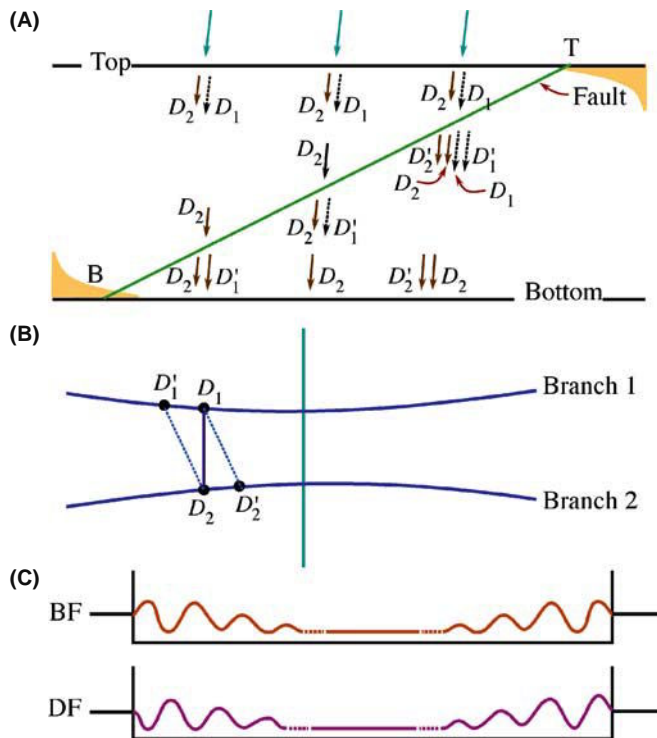 (A)
Top
T
D₂ D₁
D₂ D₁
D₂ D₁
Fault
D₂
D₂' D₁'
D₂ D₁
D₂
D₂ D₁'
B
D₂ D₁'
D₂
D₂' D₂
Bottom
(B)
D₁' D₁
Branch 1
D₂ D₂'
Branch 2
(C)
BF
DF